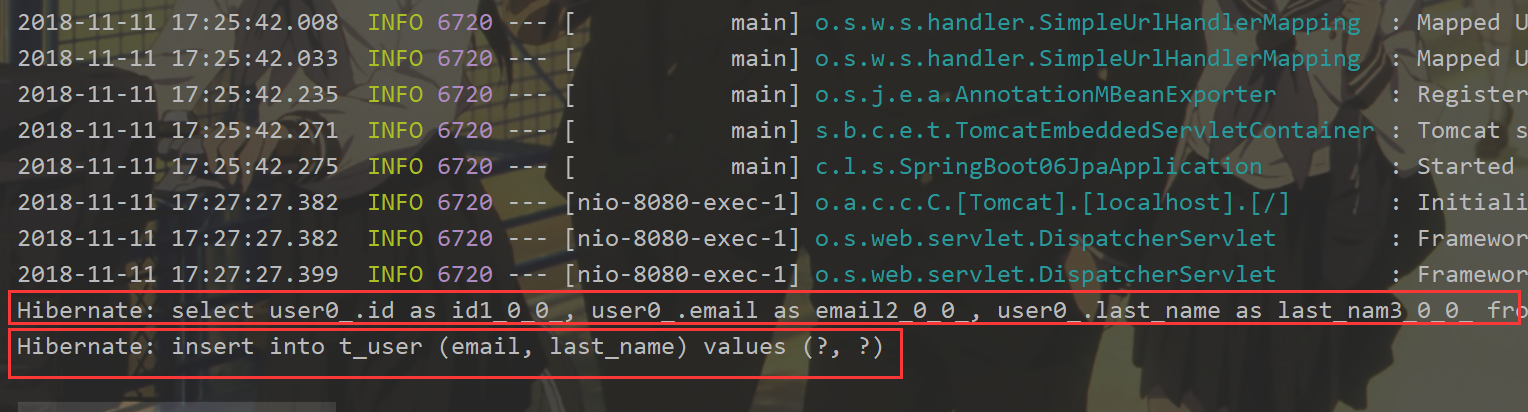 2018-11-11 17:25:42.008  INFO 6720 --- [           main] o.s.w.s.handler.SimpleUrlHandlerMapping  : Mapped U
2018-11-11 17:25:42.033  INFO 6720 --- [           main] o.s.w.s.handler.SimpleUrlHandlerMapping  : Mapped U
2018-11-11 17:25:42.235  INFO 6720 --- [           main] o.s.j.e.a.AnnotationMBeanExporter        : Register
2018-11-11 17:25:42.271  INFO 6720 --- [           main] s.b.c.e.t.TomcatEmbeddedServletContainer : Tomcat s
2018-11-11 17:25:42.275  INFO 6720 --- [           main] c.l.s.SpringBoot06JpaApplication         : Started
2018-11-11 17:27:27.382  INFO 6720 --- [nio-8080-exec-1] o.a.c.c.C.[Tomcat].[localhost].[/]       : Initiali
2018-11-11 17:27:27.382  INFO 6720 --- [nio-8080-exec-1] o.s.web.servlet.DispatcherServlet        : Framewor
2018-11-11 17:27:27.399  INFO 6720 --- [nio-8080-exec-1] o.s.web.servlet.DispatcherServlet        : Framewor
Hibernate: select user0_.id as id1_0_0_, user0_.email as email2_0_0_, user0_.last_name as last_nam3_0_0_ fro
Hibernate: insert into t_user (email, last_name) values (?, ?)